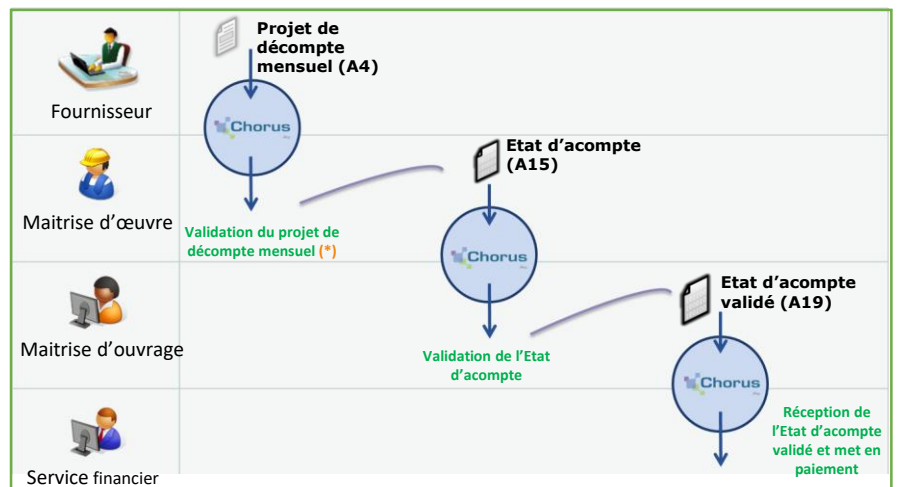 Projet de
décompte
mensuel (A4)
Fournisseur
Chorus
Etat d'acompte
(A15)
Maitrise d'œuvre
Validation du projet de
décompte mensuel (*)
Chorus
Etat d'acompte
validé (A19)
Maitrise d'ouvrage
Validation de l'Etat
d'acompte
Chorus
Réception de
l'Etat d'acompte
validé et met en
paiement
Service financier